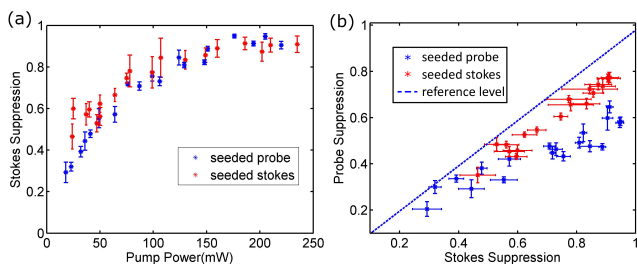 (a)
1
0.8
0.6
0.4
0.2
0
0
50
100
150
200
250
Stokes Suppression
Pump Power(mW)
seeded probe
seeded stokes
(b)
1
0.8
0.6
0.4
0.2
0.2
0.4
0.6
0.8
1
Probe Suppression
Stokes Suppression
seeded probe
seeded stokes
reference level